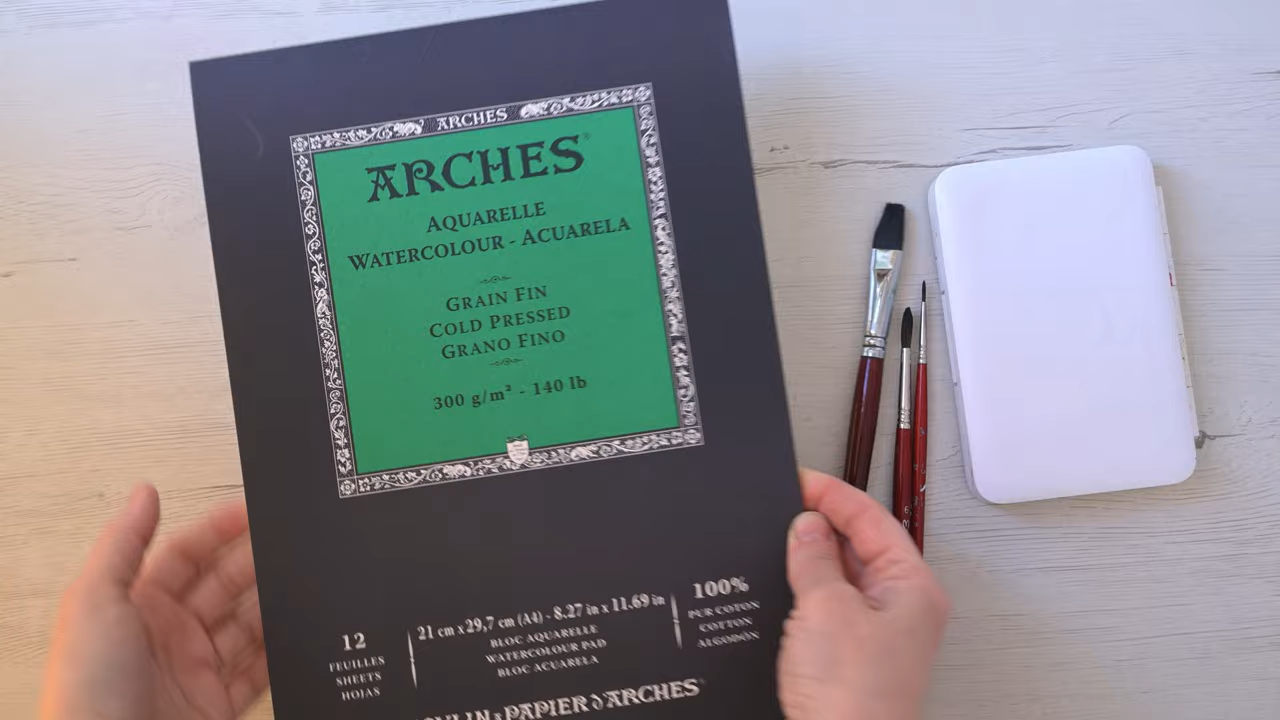 ARCHES
ARCHES®
AQUARELLE
WATERCOLOUR - ACUARELA
GRAIN FIN
COLD PRESSED
GRANO FINO
300 g/m² - 140 lb
12
FEUILLES
SHEETS
HOJAS
21 cm x 29,7 cm (A4) - 8.27 in x 11.69 in
BLOC AQUARELLE
WATERCOLOUR PAD
BLOC ACUARELA
100%
PUR COTON
COTTON
ALGODÓN
PAPIER D'ARCHES®